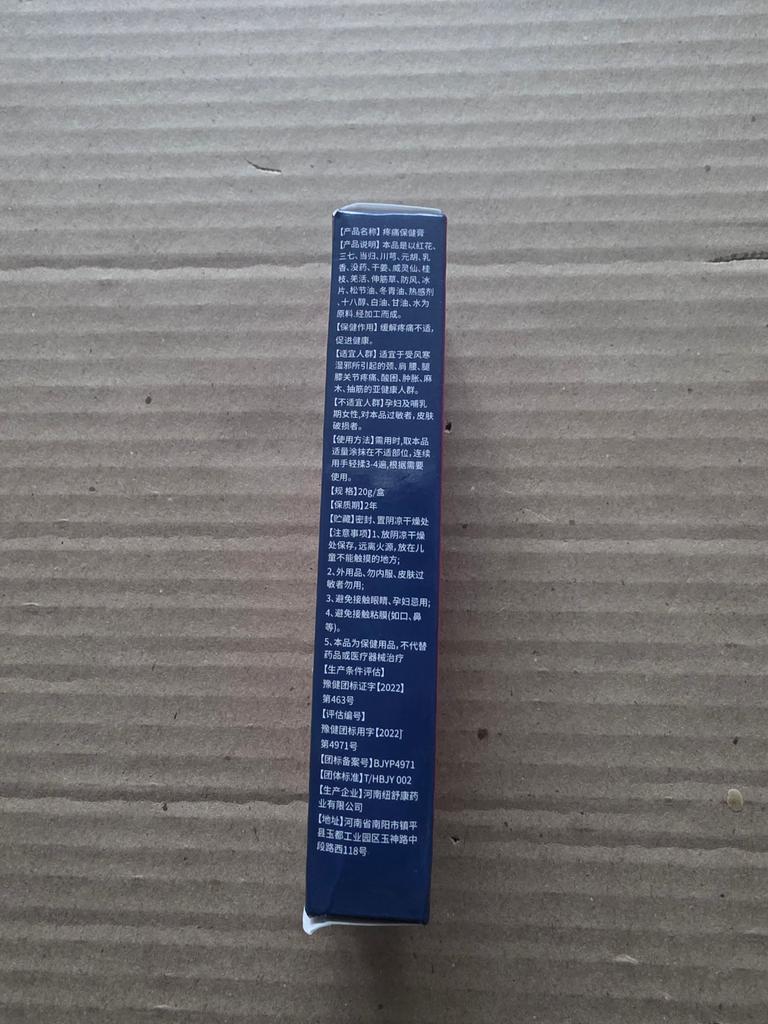 【产品名称】疼痛保健膏
【产品说明】本品是以红花、
三七、当归、川芎、元胡、乳
香、没药、干姜、威灵仙、桂
枝、羌活、伸筋草、防风、冰
片、松节油、冬青油、热感剂
、十八醇、白油、甘油、水为
原料.经加工而成。
【保健作用】缓解疼痛不适,
促进健康。
【适宜人群】适宜于受风寒
湿邪所引起的颈、肩 腰、腿
膝关节疼痛、酸困、肿胀、麻
木、抽筋的亚健康人群。
【不适宜人群】孕妇及哺乳
期女性,对本品过敏者,皮肤
破损者。
【使用方法】需用时,取本品
适量涂抹在不适部位,连续
用手轻揉3-4遍,根据需要
使用。
【规 格】20g/盒
【保质期】2年
【贮藏】密封、置阴凉干燥处
【注意事项】1、放阴凉干燥
处保存,远离火源,放在儿
童不能触摸的地方;
2、外用品、勿内服、皮肤过
敏者勿用;
3、避免接触眼睛、孕妇忌用;
4、避免接触粘膜(如口、鼻
等)。
5、本品为保健用品,不代替
药品或医疗器械治疗
【生产条件评估】
豫健团标证字【2022】
第463号
【评估编号】
豫健团标用字【2022】
第4971号
【团标备案号】BJYP4971
【团体标准】T/HBJY 002
【生产企业】河南纽舒康药
业有限公司
【地址】河南省南阳市镇平
县玉都工业园区玉神路中
段路西118号